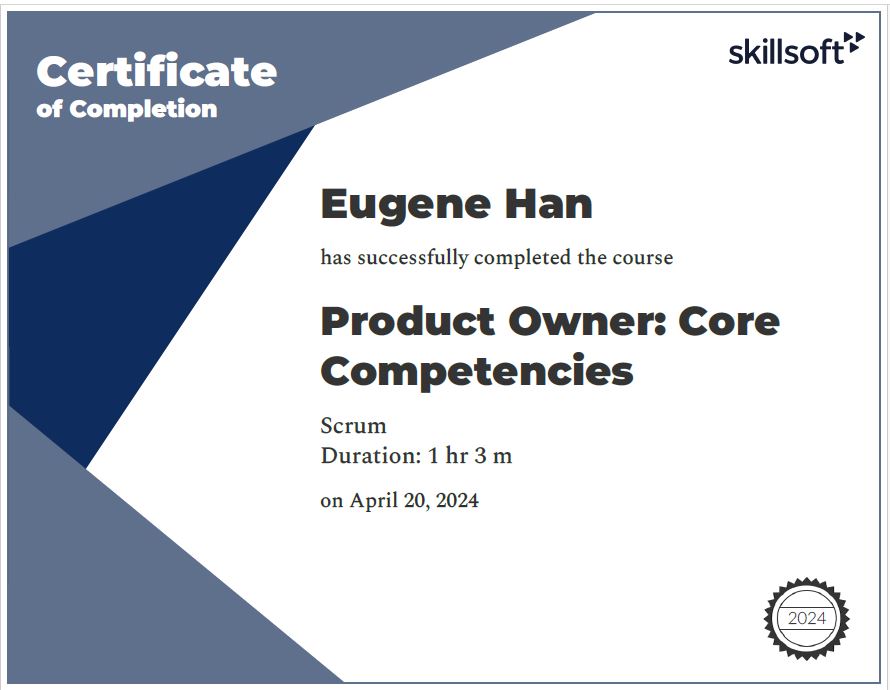 Certificate
of Completion
skillsoft
Eugene Han
has successfully completed the course
Product Owner: Core
Competencies
Scrum
Duration: 1 hr 3 m
on April 20, 2024
2024